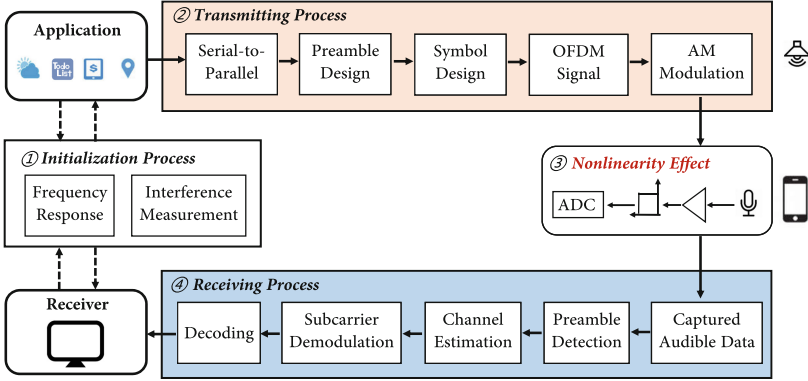 Application
Todo
List
$
② Transmitting Process
Serial-to-
Parallel
Preamble
Design
Symbol
Design
OFDM
Signal
AM
Modulation
① Initialization Process
Frequency
Response
Interference
Measurement
③ Nonlinearity Effect
ADC
Receiver
④ Receiving Process
Decoding
Subcarrier
Demodulation
Channel
Estimation
Preamble
Detection
Captured
Audible Data